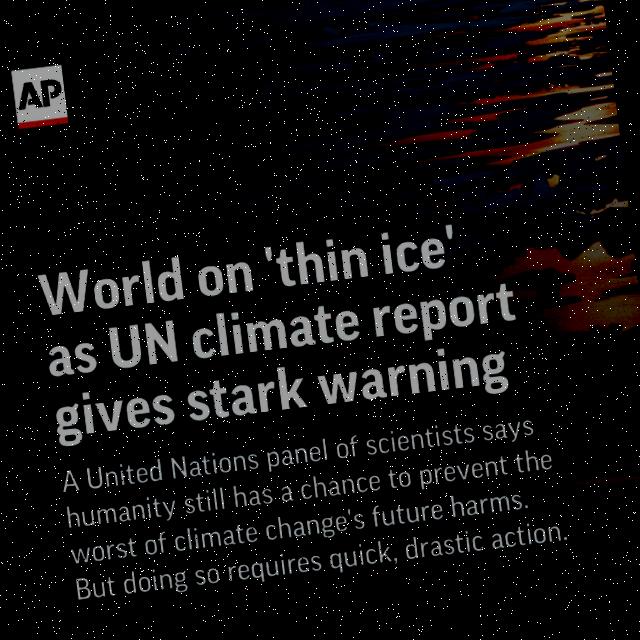 AP
World on 'thin ice'
as UN climate report
gives stark warning
A United Nations panel of scientists says
humanity still has a chance to prevent the
worst of climate change's future harms.
But doing so requires quick, drastic action.